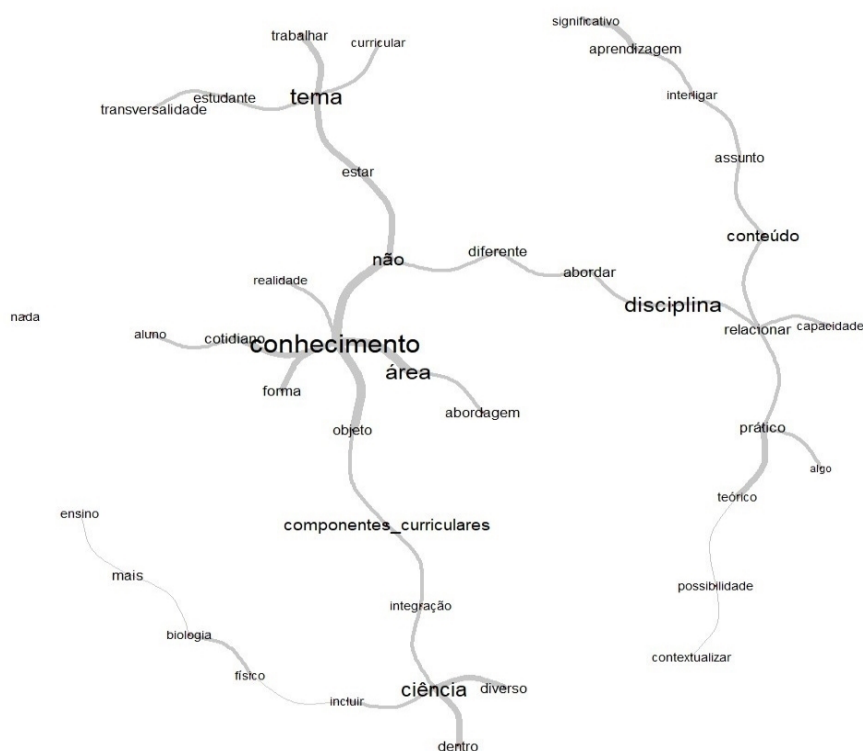 significativo
trabalhar
curricular
aprendizagem
tema
interligar
estudante
transversalidade
assunto
estar
conteúdo
diferente
não
abordar
realidade
disciplina
nada
capacidade
relacionar
aluno
cotidiano
conhecimento
área
forma
abordagem
objeto
prático
algo
teórico
ensino
componentes_curriculares
mais
possibilidade
integração
biologia
contextualizar
físico
ciência
diverso
incluir
dentro